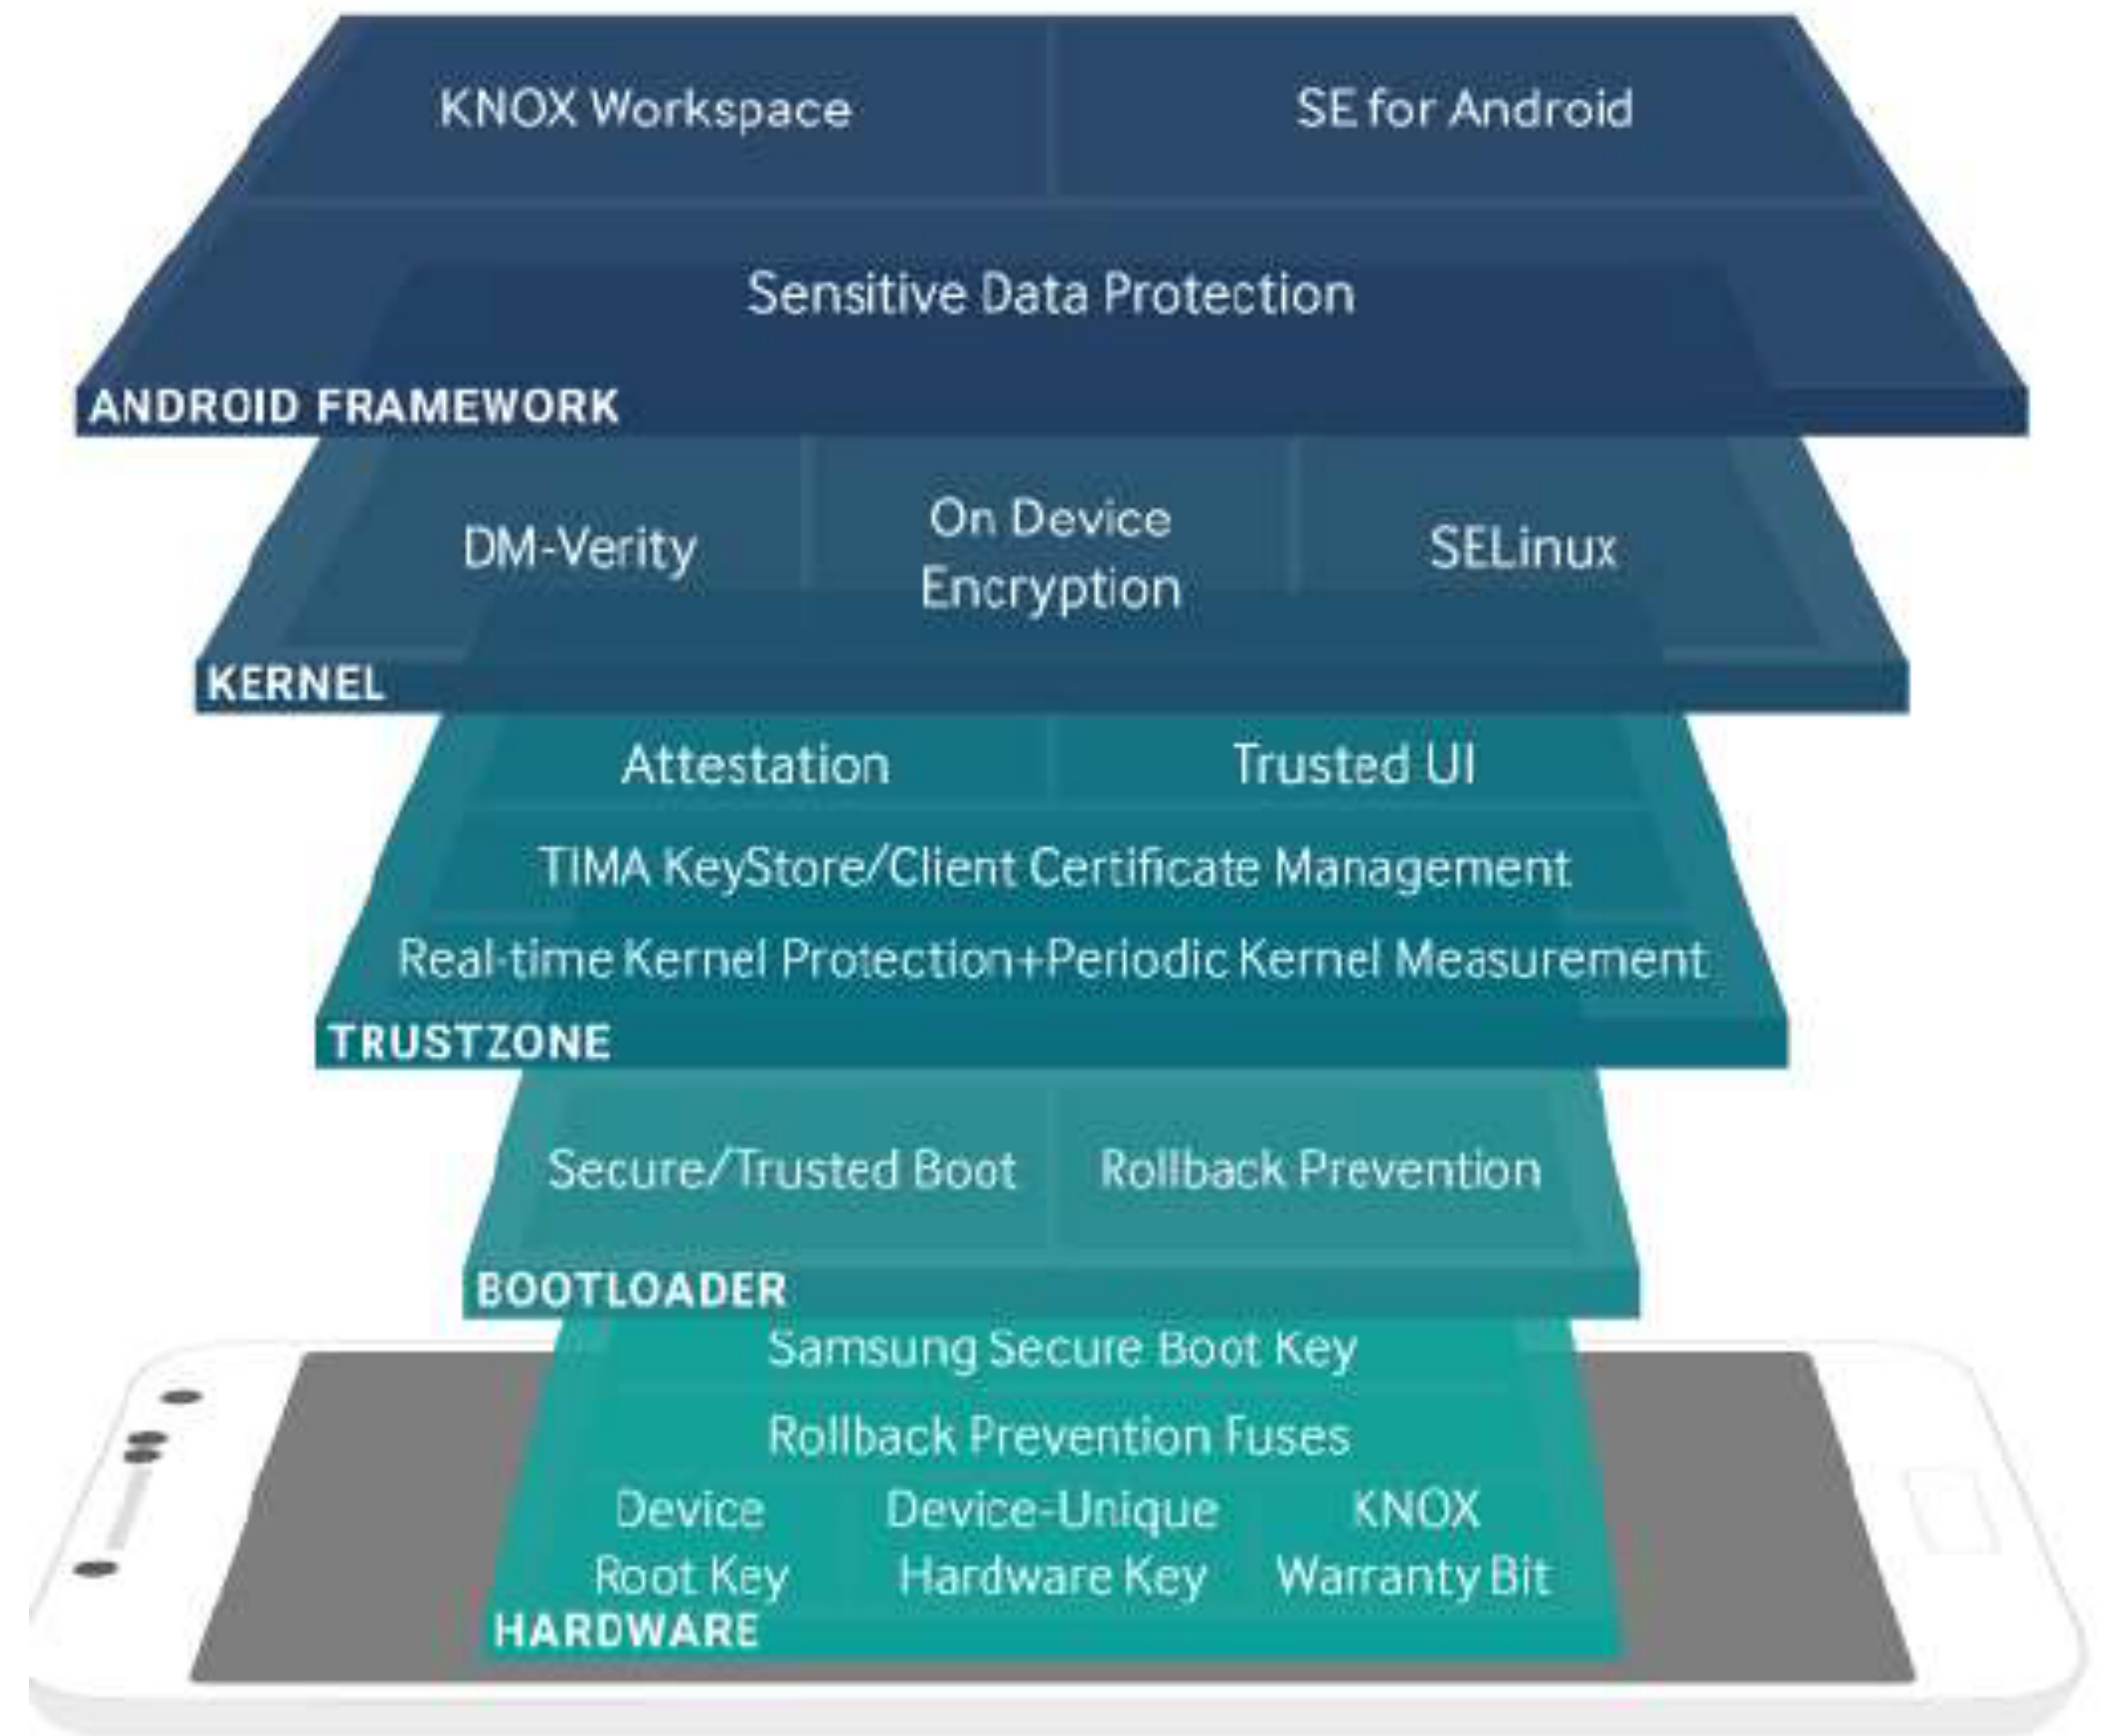 KNOX Workspace
SE for Android
Sensitive Data Protection
ANDROID FRAMEWORK
DM-Verity
On Device
Encryption
SELinux
KERNEL
Attestation
Trusted UI
TIMA KeyStore/Client Certificate Management
Real-time Kernel Protection+Periodic Kernel Measurement
TRUSTZONE
Secure/Trusted Boot
Rollback Prevention
BOOTLOADER
Samsung Secure Boot Key
Rollback Prevention Fuses
Device
Root Key
Device-Unique
Hardware Key
KNOX
Warranty Bit
HARDWARE